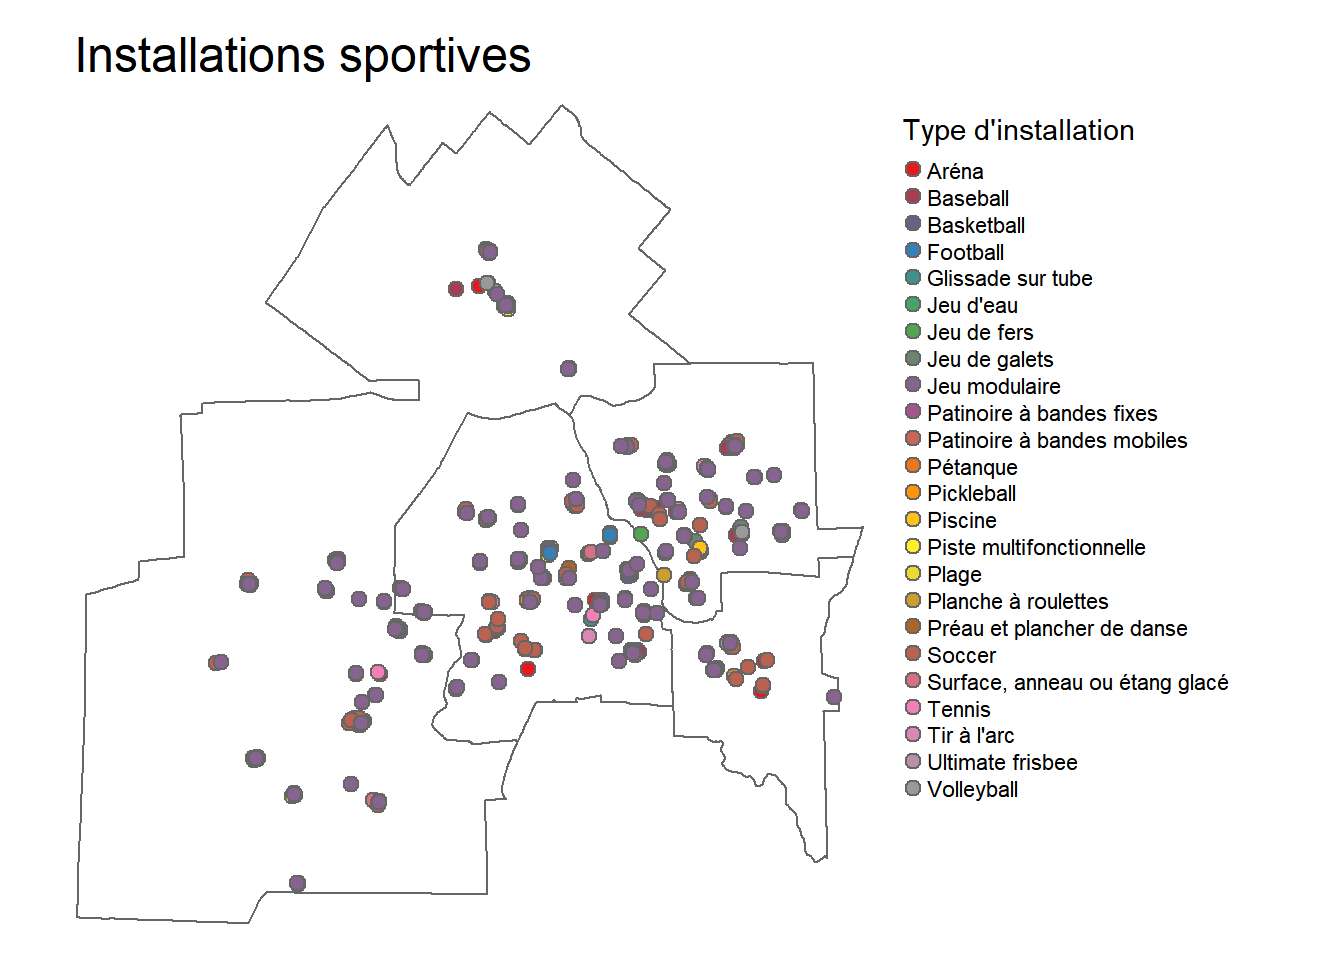 Installations sportives
Type d'installation
Aréna
Baseball
Basketball
Football
Glissade sur tube
Jeu d'eau
Jeu de fers
Jeu de galets
Jeu modulaire
Patinoire à bandes fixes
Patinoire à bandes mobiles
Pétanque
Pickleball
Piscine
Piste multifonctionnelle
Plage
Planche à roulettes
Préau et plancher de danse
Soccer
Surface, anneau ou étang glacé
Tennis
Tir à l'arc
Ultimate frisbee
Volleyball